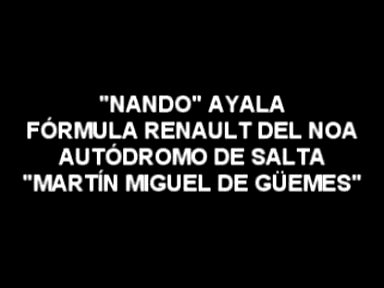 "NANDO" AYALA
FÓRMULA RENAULT DEL NOA
AUTÓDROMO DE SALTA
"MARTÍN MIGUEL DE GÜEMES"